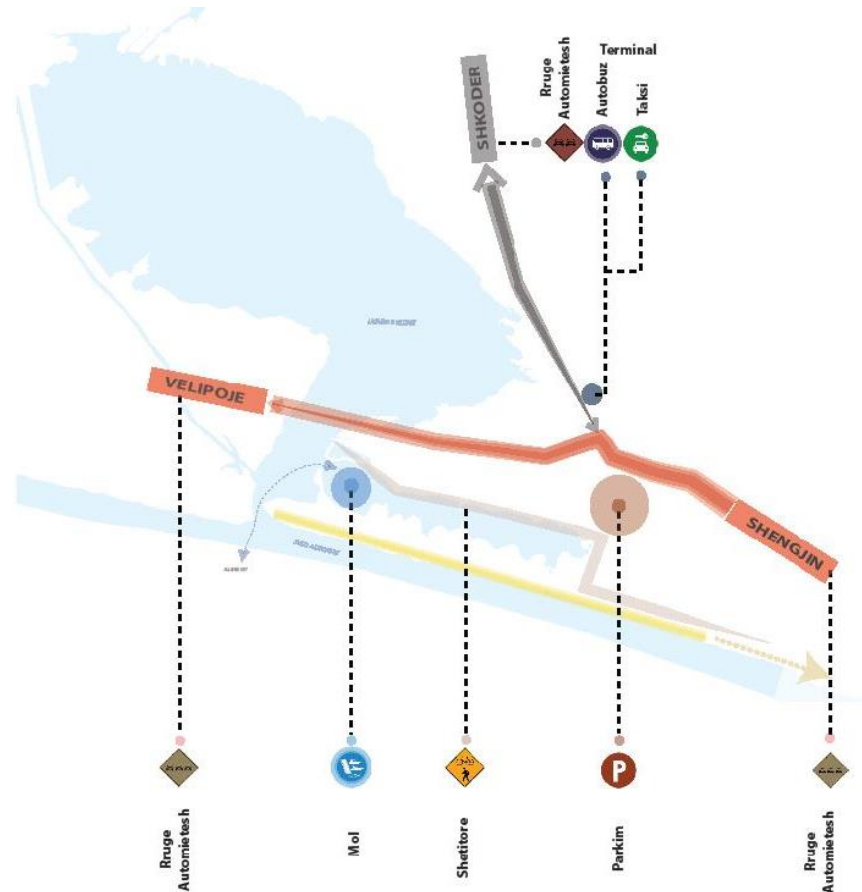 SHKODER
Rruge
Automjetesh
Terminal
Autobuz
Taksi
VELIPOJE
SHENGJIN
P
Rruge
Automjetesh
Mol
Shetitore
Parkim
Rruge
Automjetesh